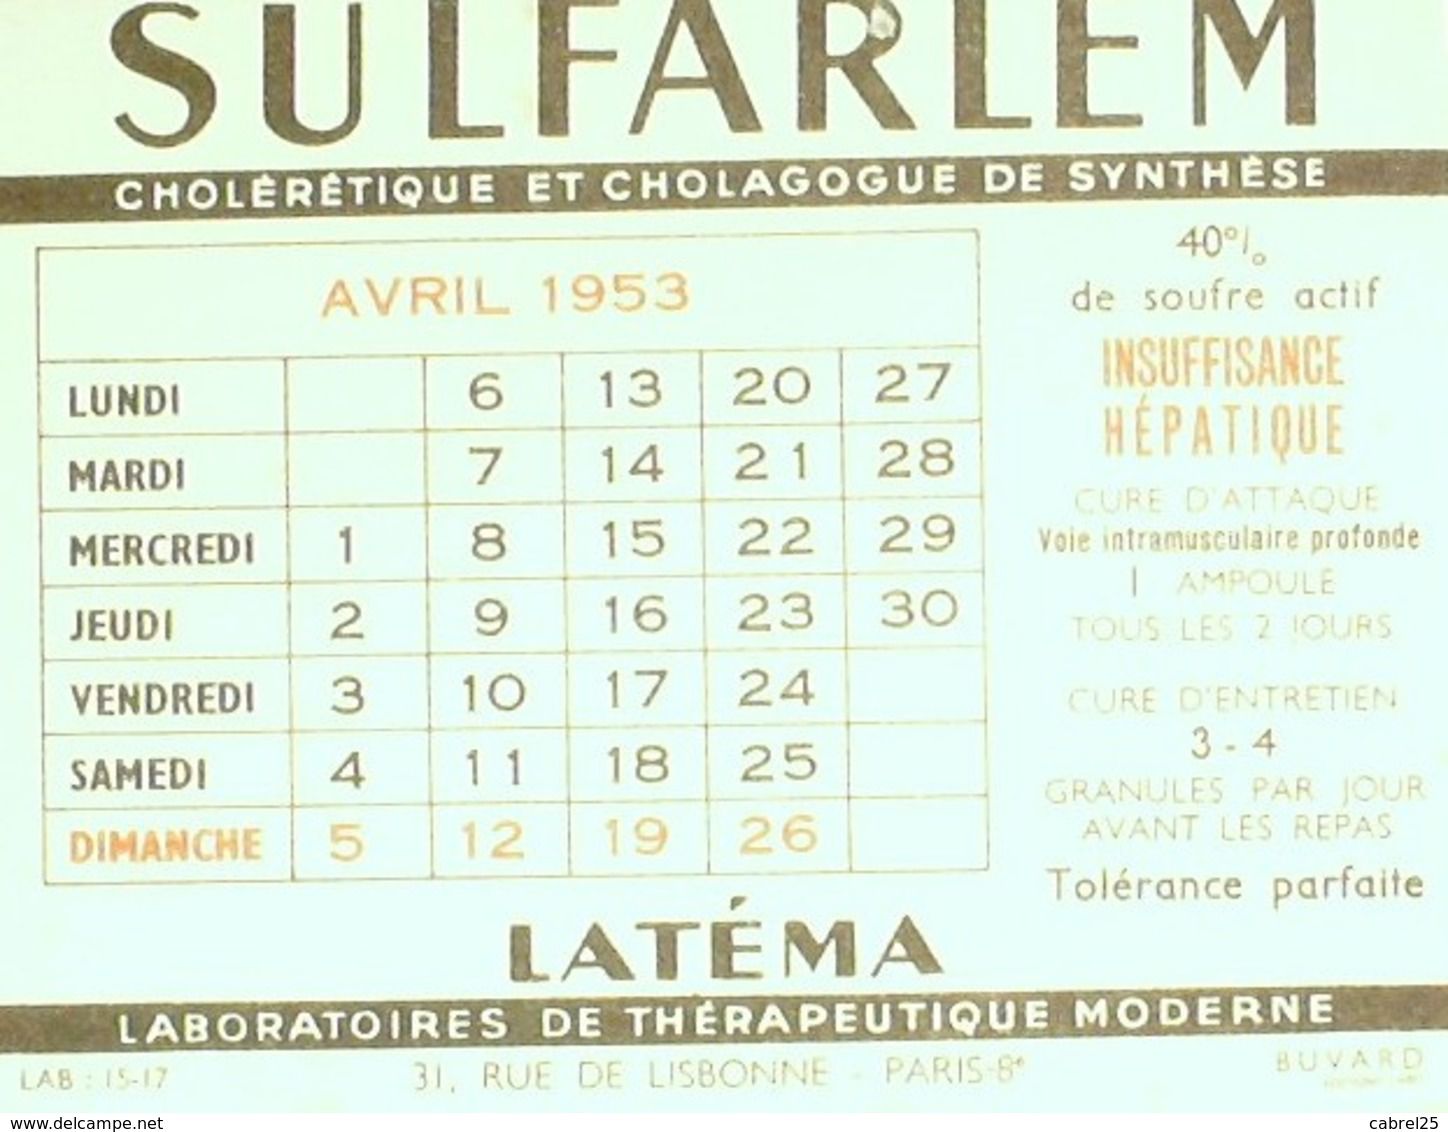 SULFARLEM
CHOLÉRÉTIQUE ET CHOLAGOGUE DE SYNTHÈSE
AVRIL 1953
LUNDI 6 13 20 27
MARDI 7 14 21 28
MERCREDI 1 8 15 22 29
JEUDI 2 9 16 23 30
VENDREDI 3 10 17 24
SAMEDI 4 11 18 25
DIMANCHE 5 12 19 26
40%
de soufre actif
INSUFFISANCE
HÉPATIQUE
CURE D'ATTAQUE
Voie intramusculaire profonde
1 AMPOULE
TOUS LES 2 JOURS
CURE D'ENTRETIEN
3 - 4
GRANULES PAR JOUR
AVANT LES REPAS
Tolérance parfaite
LATÉMA
LABORATOIRES DE THÉRAPEUTIQUE MODERNE
LAB : 15-17
31, RUE DE LISBONNE - PARIS-8e
BUVARD
www.delcampe.net
cabrel25